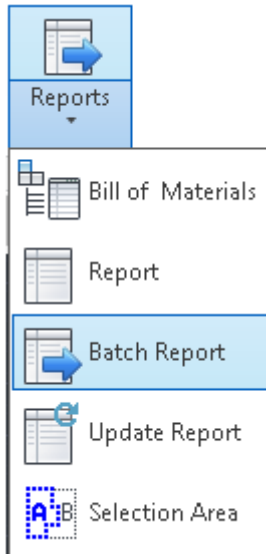 Reports
Bill of Materials
Report
Batch Report
Update Report
A B Selection Area